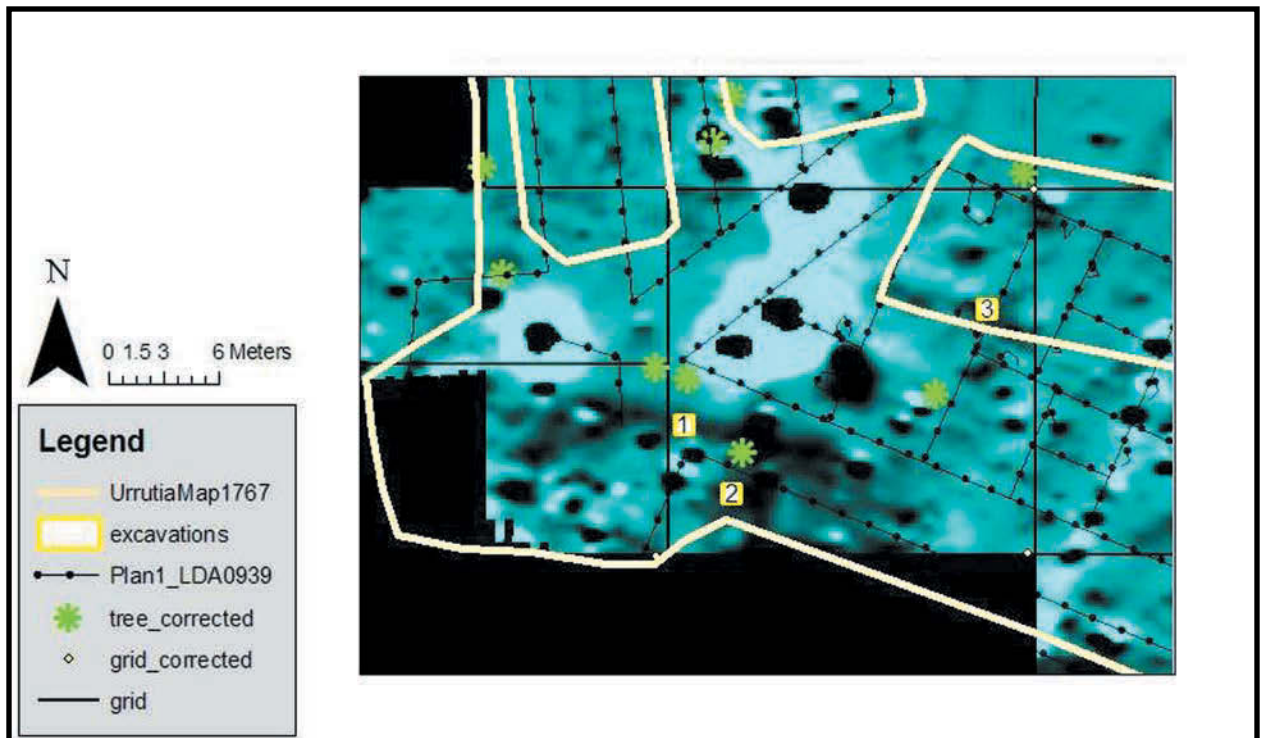 3
N
0 1.5 3 6 Meters
1
2
Legend
UrrutiaMap1767
excavations
Plan1_LDA0939
tree_corrected
grid_corrected
grid